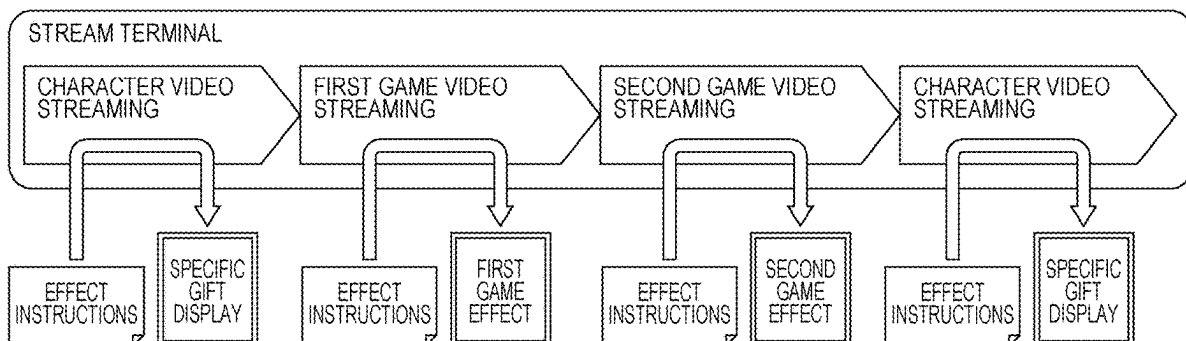 STREAM TERMINAL
CHARACTER VIDEO
STREAMING
FIRST GAME VIDEO
STREAMING
SECOND GAME VIDEO
STREAMING
CHARACTER VIDEO
STREAMING
EFFECT
INSTRUCTIONS
SPECIFIC
GIFT
DISPLAY
EFFECT
INSTRUCTIONS
FIRST
GAME
EFFECT
EFFECT
INSTRUCTIONS
SECOND
GAME
EFFECT
EFFECT
INSTRUCTIONS
SPECIFIC
GIFT
DISPLAY